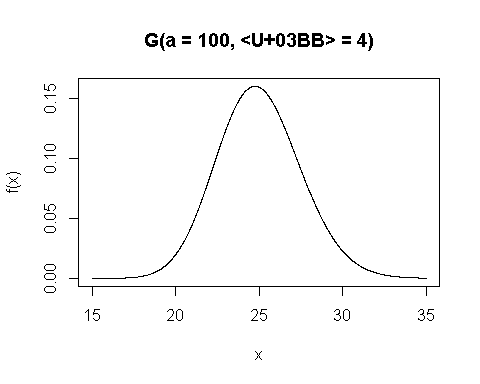 G(a = 100, <U+03BB> = 4)
f(x)
0.15
0.10
0.05
0.00
15 20 25 30 35
x